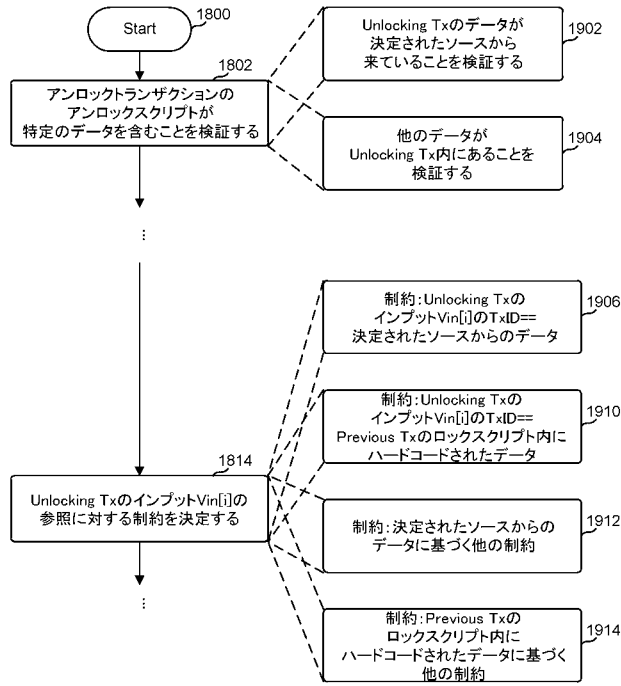 Start
1800
1802
アンロックトランザクションの
アンロックスクリプトが
特定のデータを含むことを検証する
Unlocking Txのデータが
決定されたソースから
来ていることを検証する
1902
他のデータが
Unlocking Tx内にあることを
検証する
1904
...
制約:Unlocking Txの
インプットVin[i]のTxID==
決定されたソースからのデータ
1906
制約:Unlocking Txの
インプットVin[i]のTxID==
Previous Txのロックスクリプト内に
ハードコードされたデータ
1910
1814
Unlocking TxのインプットVin[i]の
参照に対する制約を決定する
制約:決定されたソースからの
データに基づく他の制約
1912
...
制約:Previous Txの
ロックスクリプト内に
ハードコードされたデータに基づく
他の制約
1914